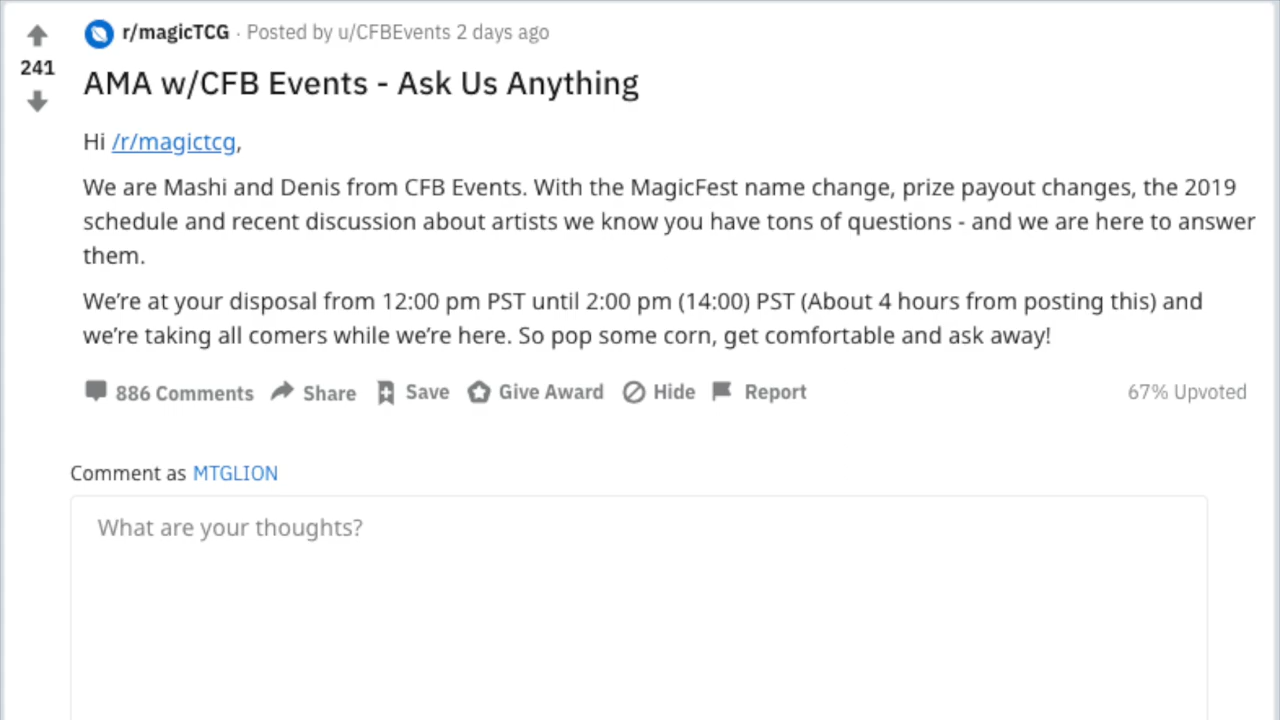 r/magicTCG · Posted by u/CFBEvents 2 days ago
241
AMA w/CFB Events - Ask Us Anything
Hi /r/magictcg,
We are Mashi and Denis from CFB Events. With the MagicFest name change, prize payout changes, the 2019
schedule and recent discussion about artists we know you have tons of questions - and we are here to answer
them.
We’re at your disposal from 12:00 pm PST until 2:00 pm (14:00) PST (About 4 hours from posting this) and
we’re taking all comers while we’re here. So pop some corn, get comfortable and ask away!
886 Comments Share Save Give Award Hide Report 67% Upvoted
Comment as MTGLION
What are your thoughts?